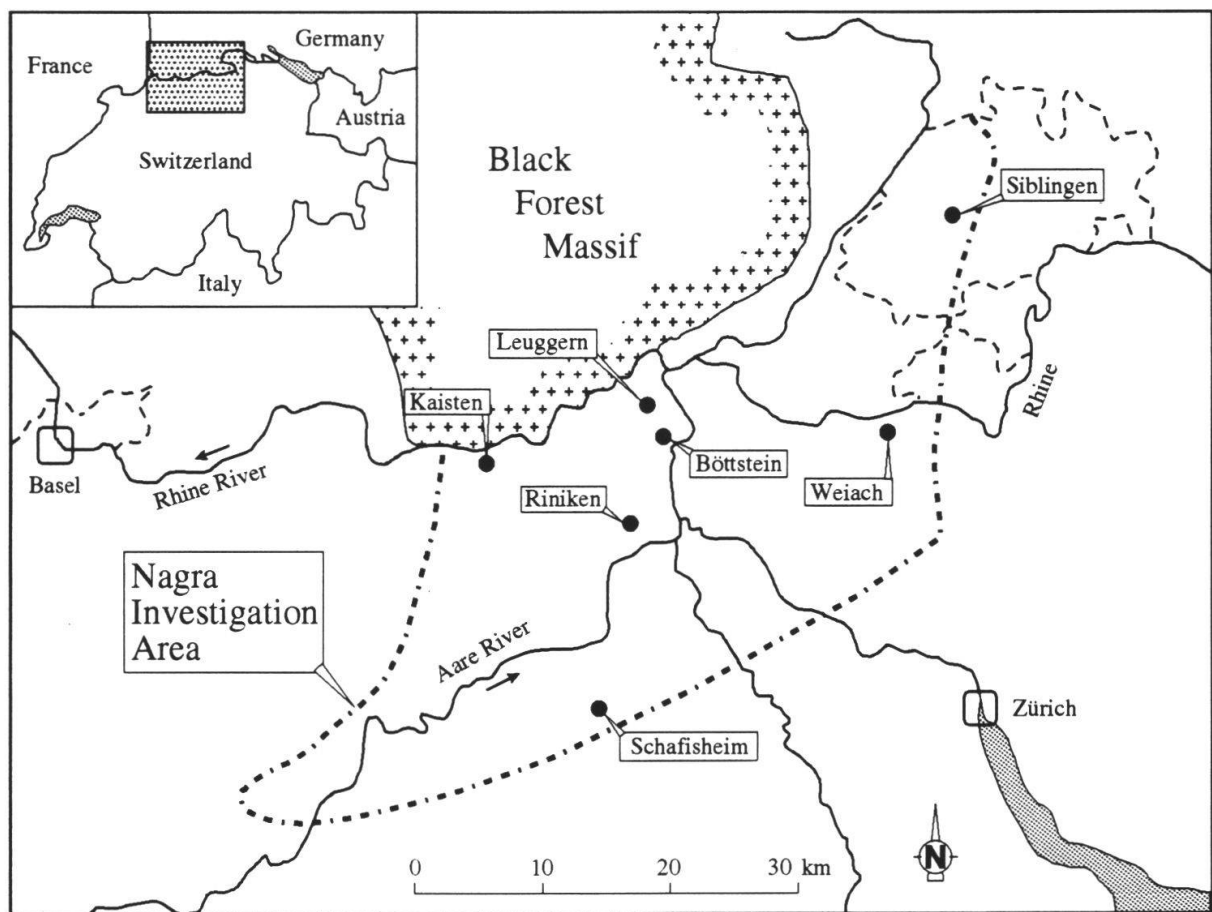 France
Germany
Austria
Switzerland
Italy
Black
Forest
Massif
Siblingen
Leuggern
Kaisten
Rhine
Basel
Rhine River
Böttstein
Weiach
Riniken
Nagra
Investigation
Area
Aare River
Schafisheim
Zürich
N
0 10 20 30 km